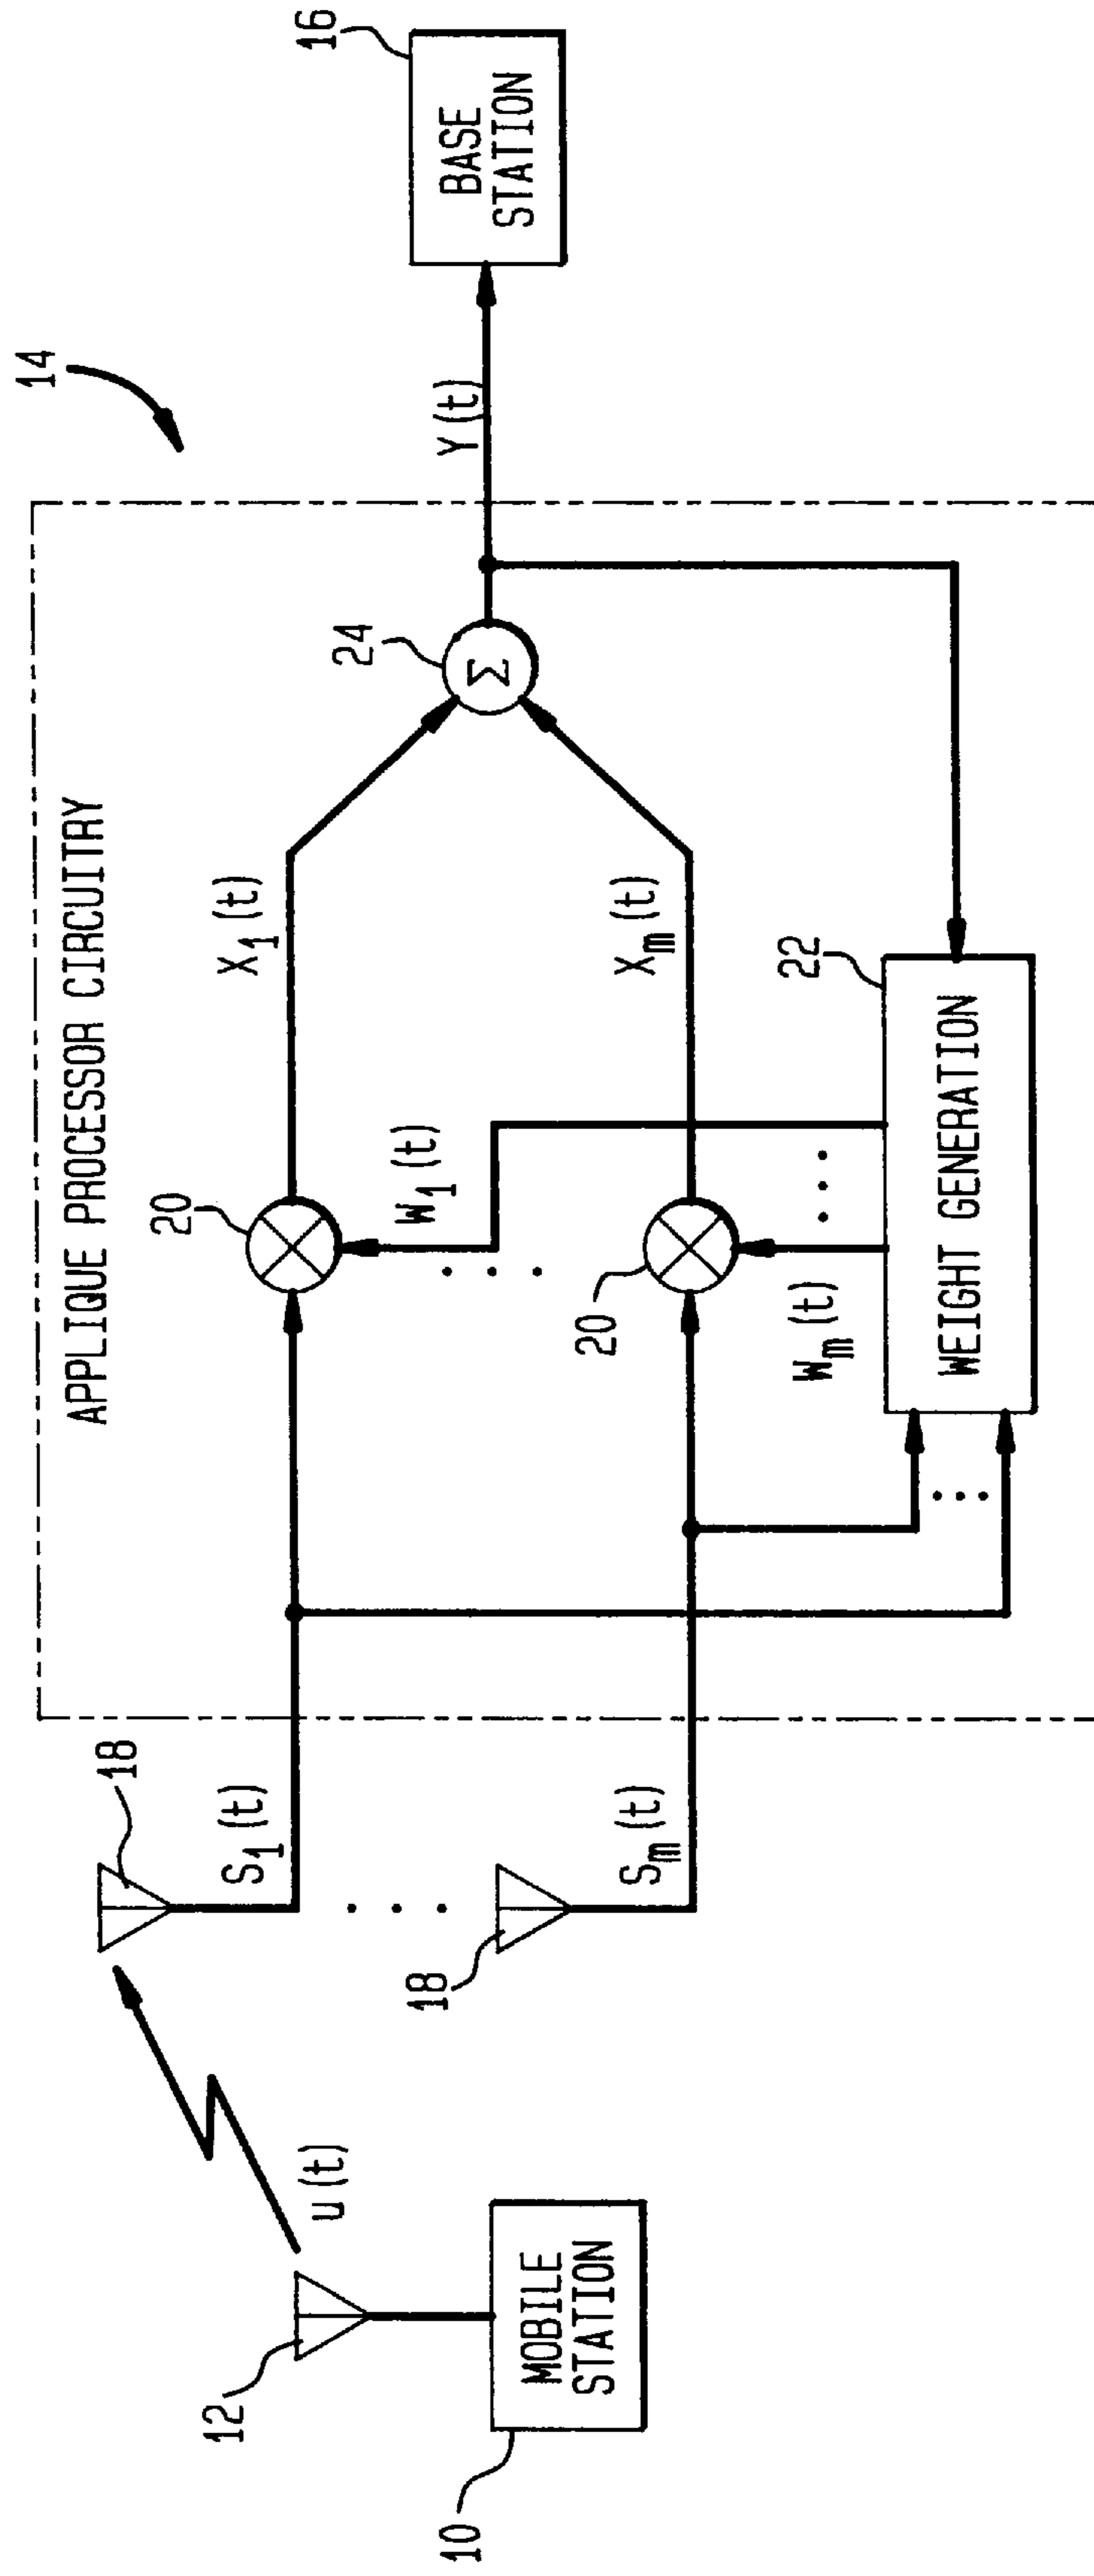 APPLIQUE PROCESSOR CIRCUITRY
14
16
BASE
STATION
Y(t)
24
Σ
X1(t)
Xm(t)
20
W1(t)
20
Wm(t)
22
WEIGHT GENERATION
18
S1(t)
18
Sm(t)
u(t)
12
MOBILE
STATION
10